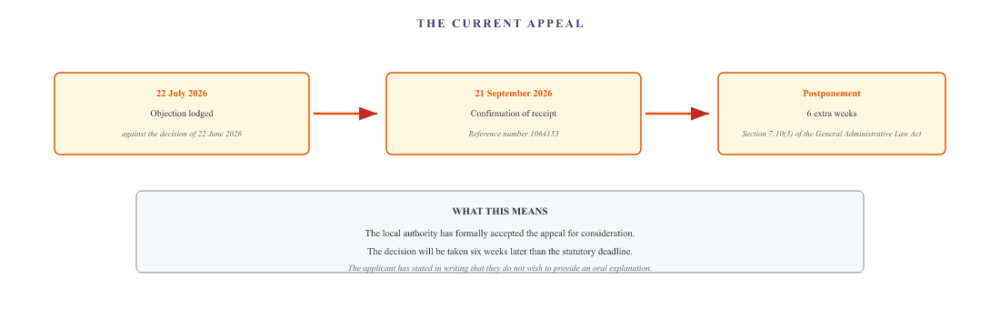 THE CURRENT APPEAL
22 July 2026
Objection lodged
against the decision of 22 June 2026
21 September 2026
Confirmation of receipt
Reference number 1064153
Postponement
6 extra weeks
Section 7:10(3) of the General Administrative Law Act
WHAT THIS MEANS
The local authority has formally accepted the appeal for consideration.
The decision will be taken six weeks later than the statutory deadline.
The applicant has stated in writing that they do not wish to provide an oral explanation.